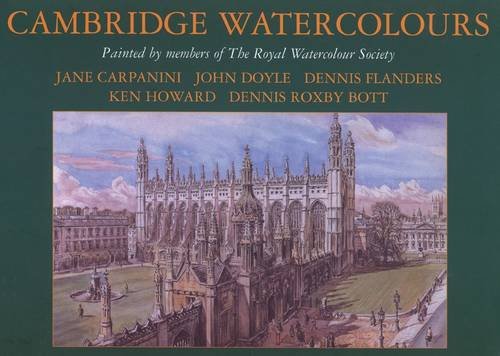 CAMBRIDGE WATERCOLOURS
Painted by members of The Royal Watercolour Society
JANE CARPANINI JOHN DOYLE DENNIS FLANDERS
KEN HOWARD DENNIS ROXBY BOTT